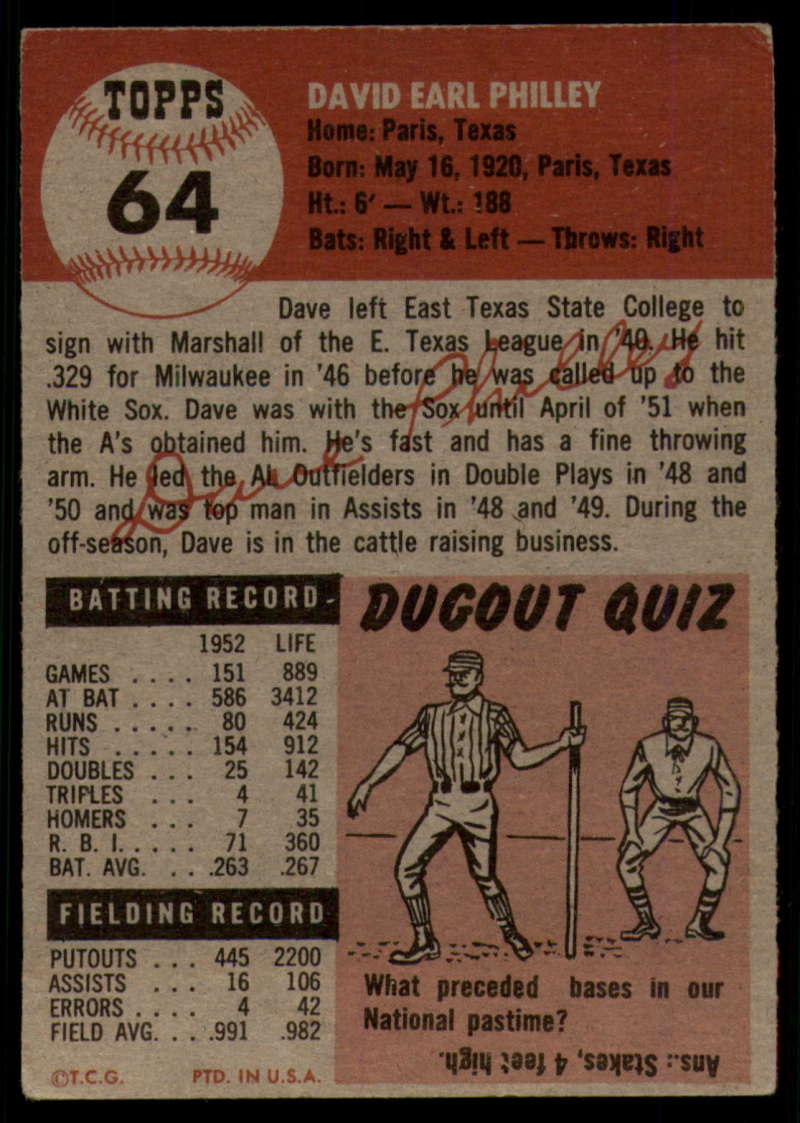 TOPPS
64
DAVID EARL PHILLEY
Home: Paris, Texas
Born: May 16, 1920, Paris, Texas
Ht.: 6' — Wt.: 188
Bats: Right & Left — Throws: Right
Dave left East Texas State College to
sign with Marshall of the E. Texas League in '40. He hit
.329 for Milwaukee in '46 before he was called up to the
White Sox. Dave was with the Sox until April of '51 when
the A's obtained him. He's fast and has a fine throwing
arm. He led the AL Outfielders in Double Plays in '48 and
'50 and was top man in Assists in '48 and '49. During the
off-season, Dave is in the cattle raising business.
BATTING RECORD
1952 LIFE
GAMES .... 151 889
AT BAT .... 586 3412
RUNS ..... 80 424
HITS ..... 154 912
DOUBLES ... 25 142
TRIPLES ... 4 41
HOMERS ... 7 35
R. B. I. .... 71 360
BAT. AVG. .. .263 .267
FIELDING RECORD
PUTOUTS ... 445 2200
ASSISTS ... 16 106
ERRORS .... 4 42
FIELD AVG. .. .991 .982
©T.C.G. PTD. IN U.S.A.
DUGOUT QUIZ
What preceded bases in our
National pastime?
Ans.: Stakes, 4 feet high.